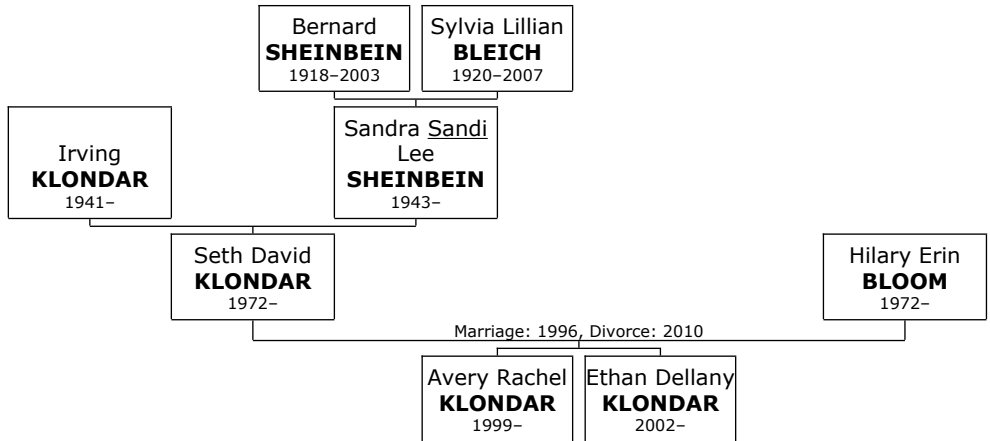 Bernard
SHEINBEIN
1918–2003
Sylvia Lillian
BLEICH
1920–2007
Irving
KLONDAR
1941–
Sandra Sandi
Lee
SHEINBEIN
1943–
Seth David
KLONDAR
1972–
Hilary Erin
BLOOM
1972–
Marriage: 1996, Divorce: 2010
Avery Rachel
KLONDAR
1999–
Ethan Dellany
KLONDAR
2002–